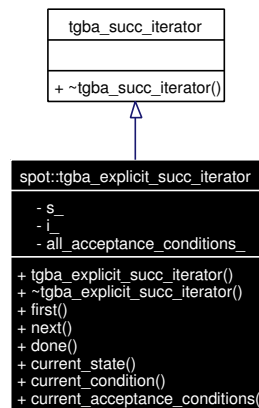 tgba_succ_iterator
+ ~tgba_succ_iterator()
spot::tgba_explicit_succ_iterator
- s_
- i_
- all_acceptance_conditions_
+ tgba_explicit_succ_iterator()
+ ~tgba_explicit_succ_iterator()
+ first()
+ next()
+ done()
+ current_state()
+ current_condition()
+ current_acceptance_conditions(